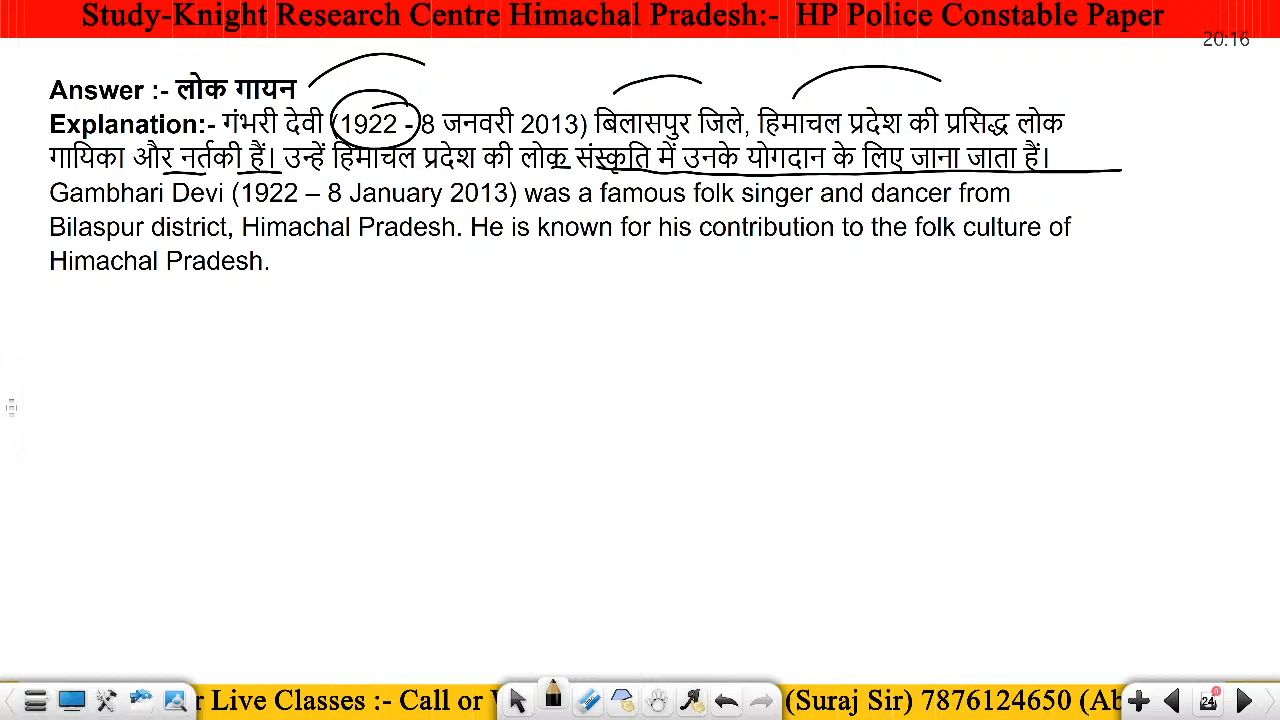 Study-Knight Research Centre Himachal Pradesh:-  HP Police Constable Paper
20:16
Answer :- लोक गायन
Explanation:- गंभरी देवी (1922 - 8 जनवरी 2013) बिलासपुर जिले, हिमाचल प्रदेश की प्रसिद्ध लोक
गायिका और नर्तकी हैं। उन्हें हिमाचल प्रदेश की लोक संस्कृति में उनके योगदान के लिए जाना जाता हैं।
Gambhari Devi (1922 – 8 January 2013) was a famous folk singer and dancer from
Bilaspur district, Himachal Pradesh. He is known for his contribution to the folk culture of
Himachal Pradesh.
r Live Classes :- Call or (Suraj Sir) 7876124650 (Ab 24